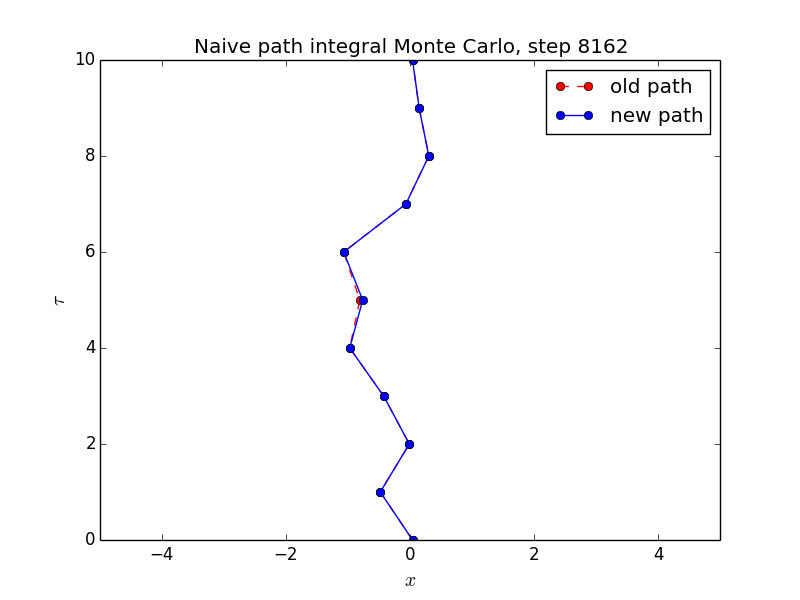 Naive path integral Monte Carlo, step 8162
old path
new path
10
8
6
4
2
0
τ
−4 −2 0 2 4
x